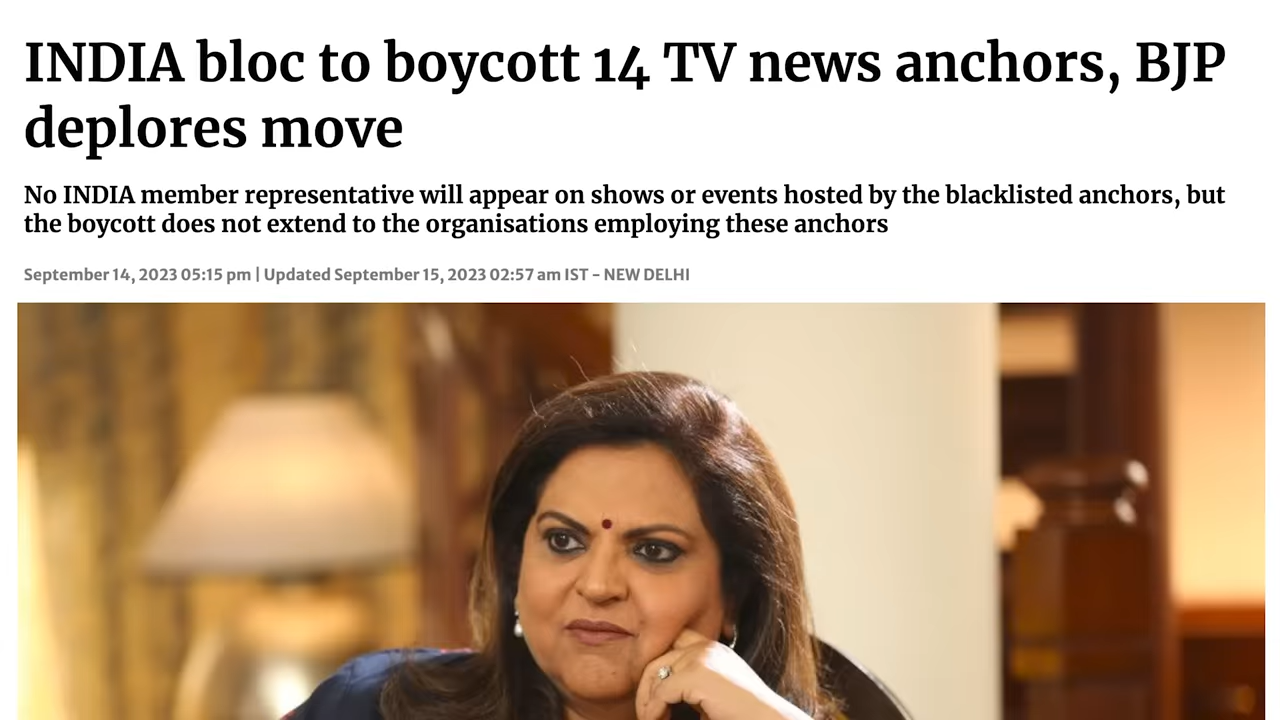 INDIA bloc to boycott 14 TV news anchors, BJP
deplores move
No INDIA member representative will appear on shows or events hosted by the blacklisted anchors, but
the boycott does not extend to the organisations employing these anchors
September 14, 2023 05:15 pm | Updated September 15, 2023 02:57 am IST - NEW DELHI